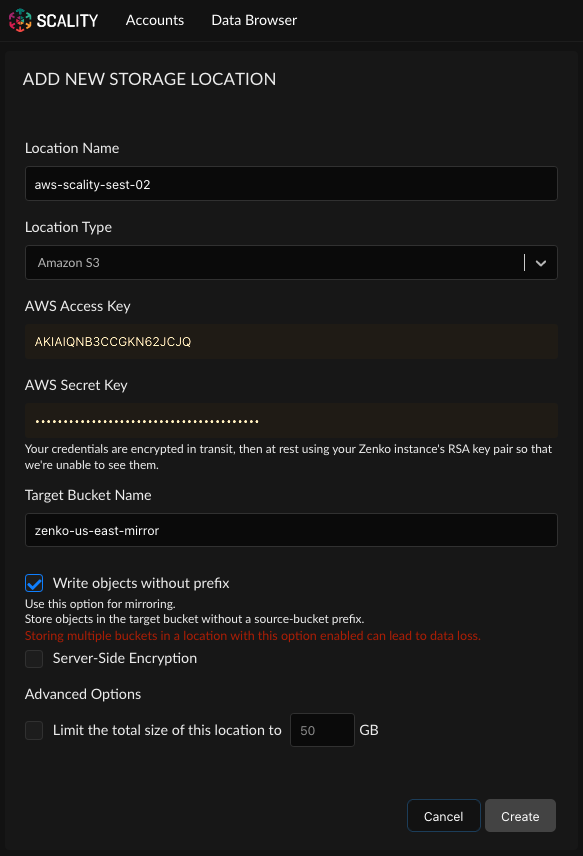 SCALITY Accounts Data Browser
ADD NEW STORAGE LOCATION
Location Name
aws-scality-sest-02
Location Type
Amazon S3
AWS Access Key
AKIAIQNB3CCGKN62JCJQ
AWS Secret Key
••••••••••••••••••••••••••••••••••••••••
Your credentials are encrypted in transit, then at rest using your Zenko instance's RSA key pair so that
we're unable to see them.
Target Bucket Name
zenko-us-east-mirror
Write objects without prefix
Use this option for mirroring.
Store objects in the target bucket without a source-bucket prefix.
Storing multiple buckets in a location with this option enabled can lead to data loss.
Server-Side Encryption
Advanced Options
Limit the total size of this location to 50 GB
Cancel Create